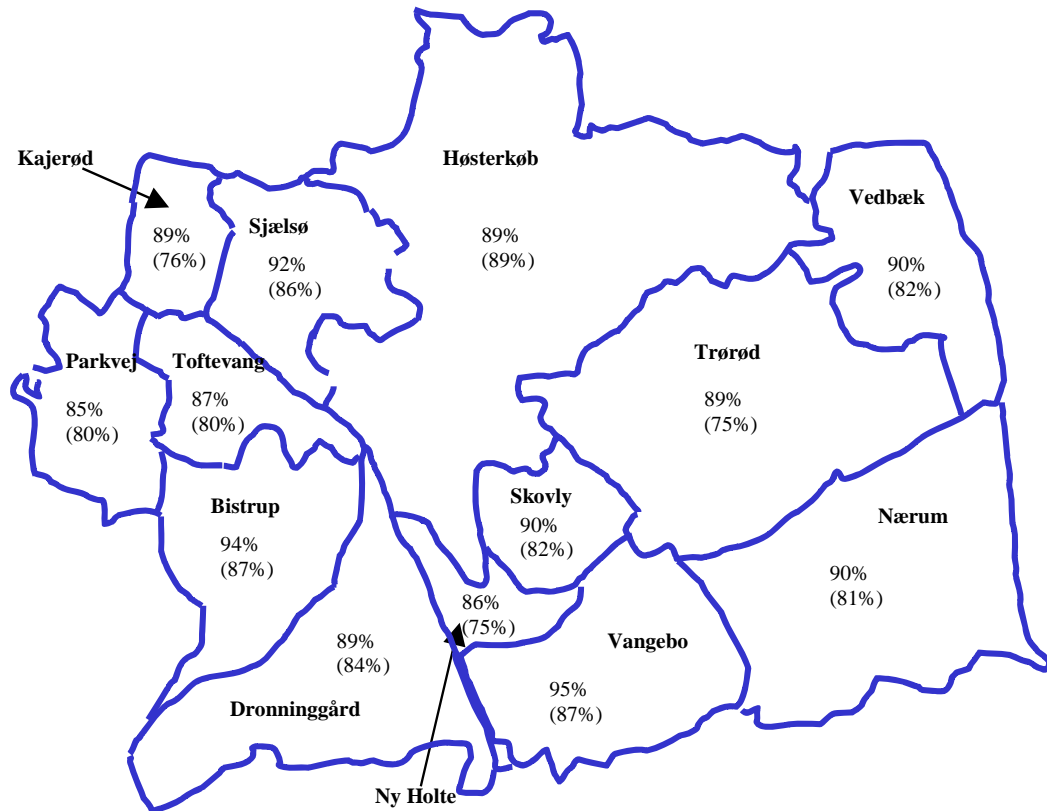 Kajerød
89%
(76%)
Sjælsø
92%
(86%)
Høsterkøb
89%
(89%)
Vedbæk
90%
(82%)
Parkvej
85%
(80%)
Toftevang
87%
(80%)
Trørød
89%
(75%)
Bistrup
94%
(87%)
Skovly
90%
(82%)
Nærum
90%
(81%)
86%
(75%)
Ny Holte
Dronninggård
89%
(84%)
Vangebo
95%
(87%)